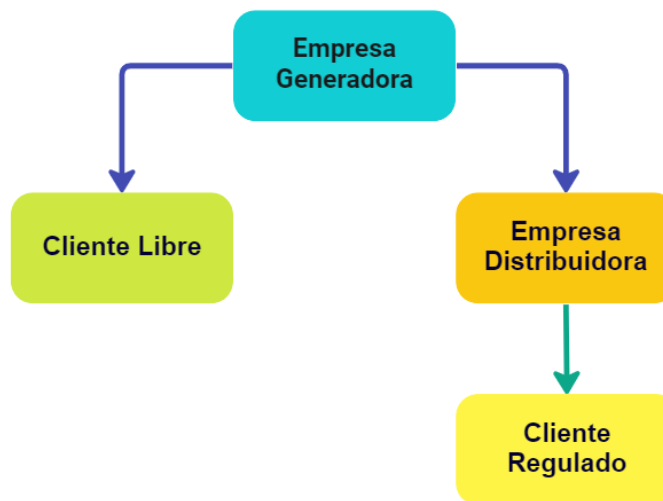 Empresa
Generadora
Cliente Libre
Empresa
Distribuidora
Cliente
Regulado